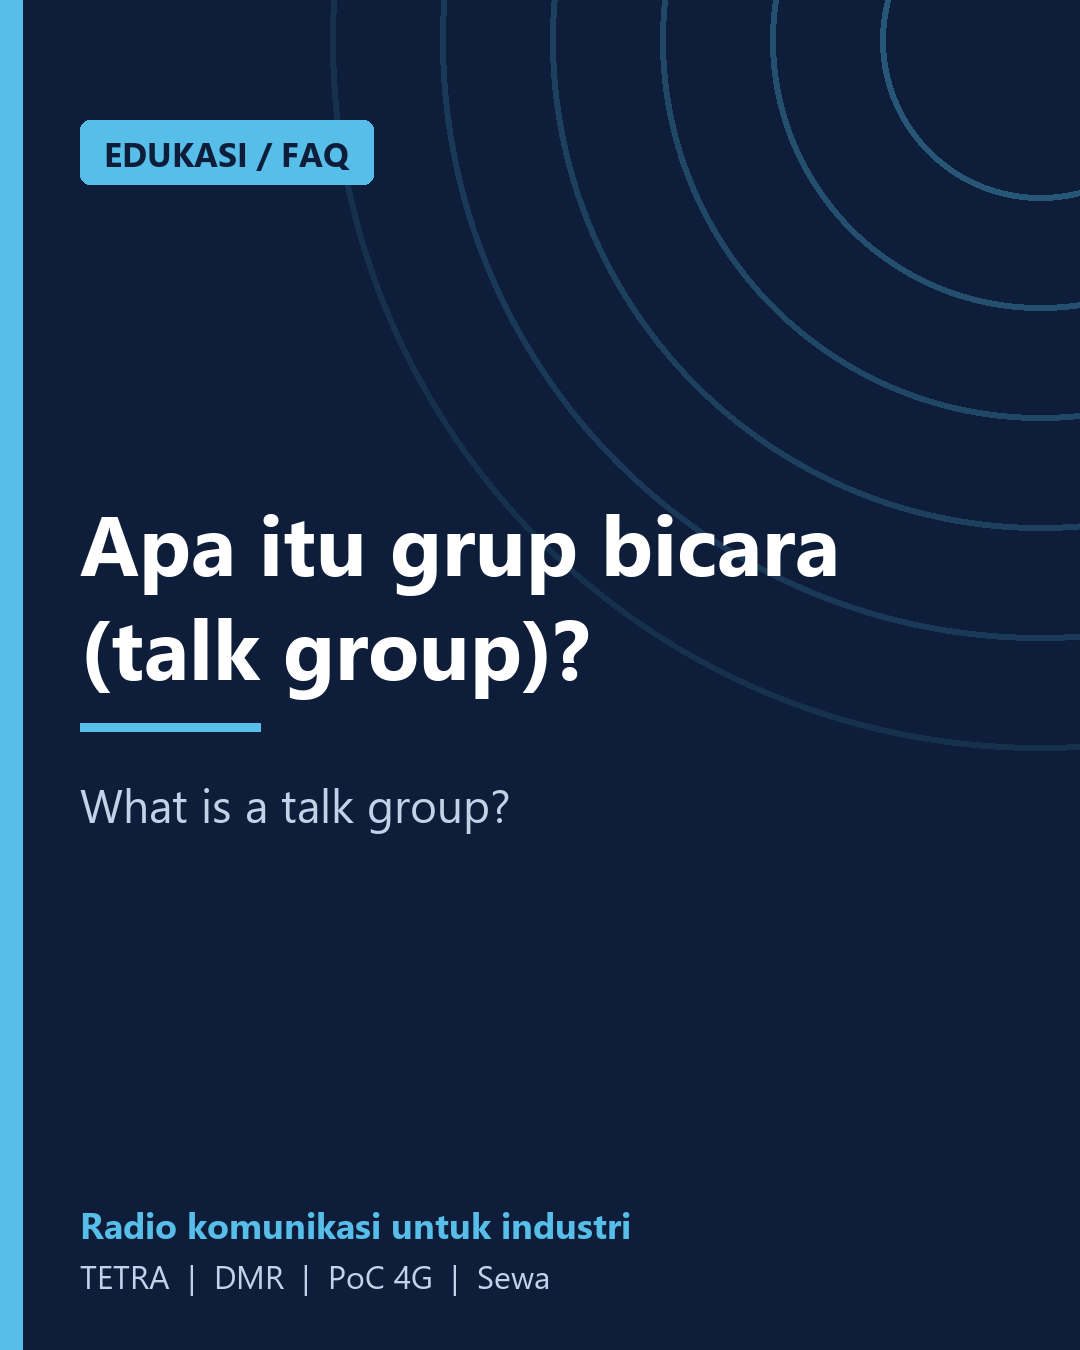 EDUKASI / FAQ
Apa itu grup bicara
(talk group)?
What is a talk group?
Radio komunikasi untuk industri
TETRA | DMR | PoC 4G | Sewa